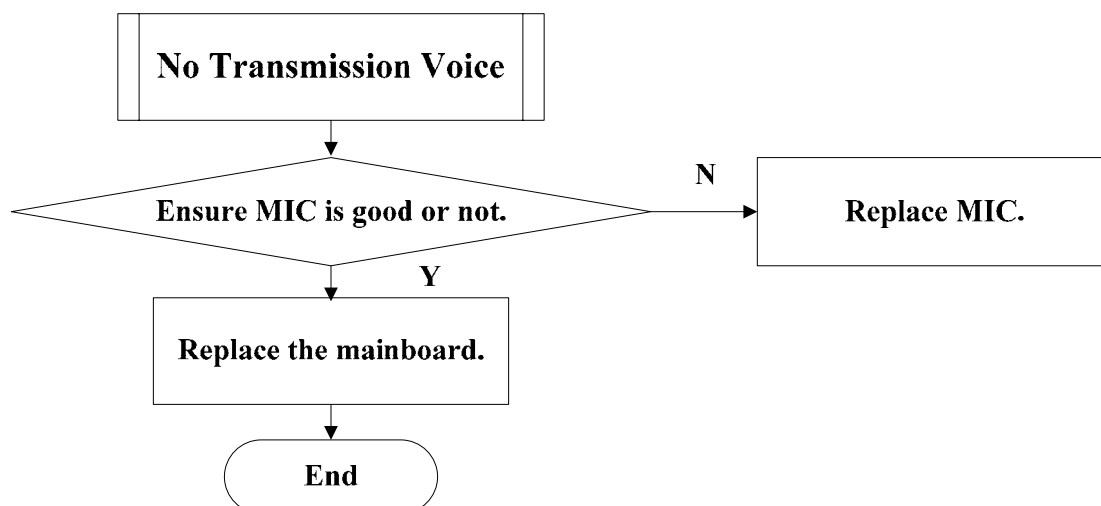 No Transmission Voice
N
Ensure MIC is good or not.
Replace MIC.
Y
Replace the mainboard.
End